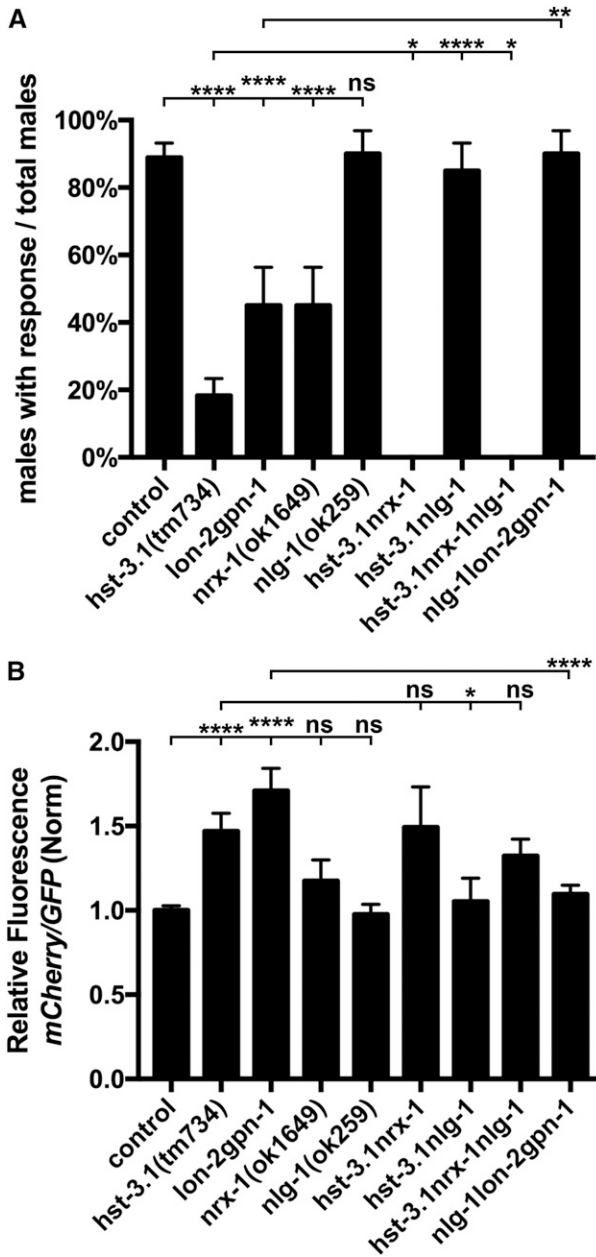 A
**
* **** *
**** **** **** ns
males with response / total males
100%
80%
60%
40%
20%
0%
control
hst-3.1(tm734)
lon-2gpn-1
nrx-1(ok1649)
nlg-1(ok259)
hst-3.1nrx-1
hst-3.1nlg-1
hst-3.1nrx-1nlg-1
nlg-1lon-2gpn-1
B
****
ns * ns
**** **** ns ns
Relative Fluorescence
mCherry/GFP (Norm)
2.0
1.5
1.0
0.5
0.0
control
hst-3.1(tm734)
lon-2gpn-1
nrx-1(ok1649)
nlg-1(ok259)
hst-3.1nrx-1
hst-3.1nlg-1
hst-3.1nrx-1nlg-1
nlg-1lon-2gpn-1